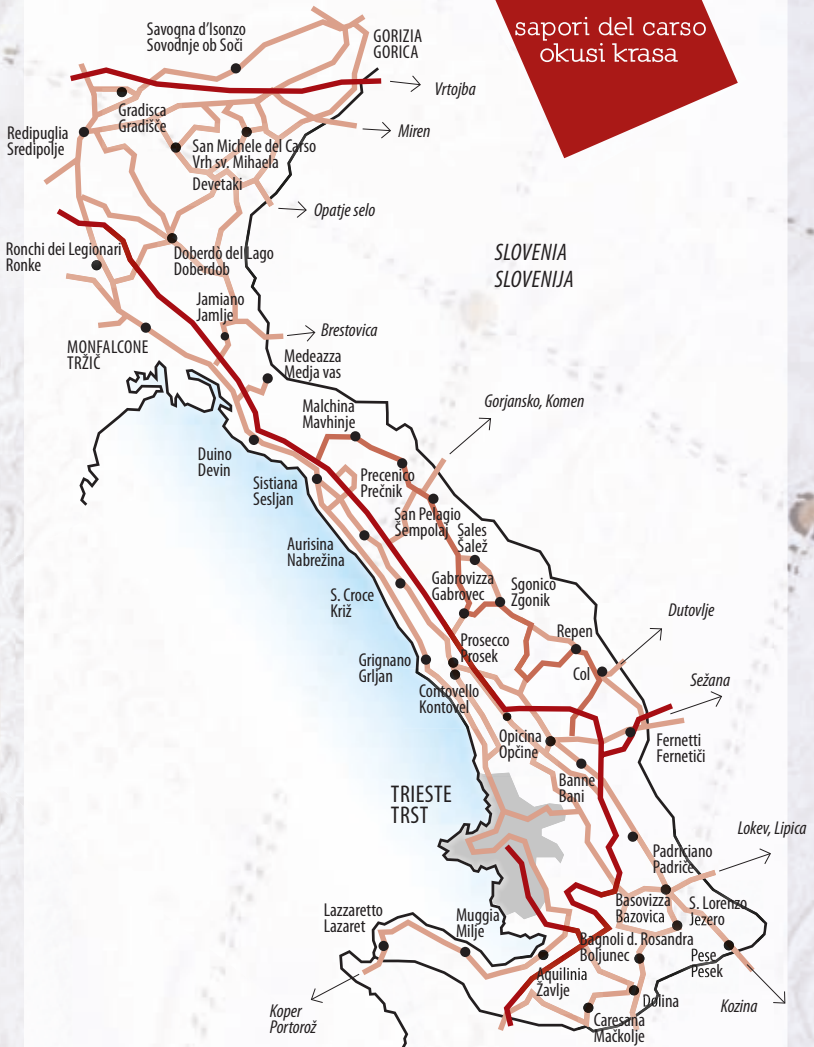 sapori del carso
okusi krasa
Savogna d'Isonzo
Sovodnje ob Soči
GORIZIA
GORICA
Vrtojba
Gradisca
Gradišče
Miren
Redipuglia
Sredipolje
San Michele del Carso
Vrh sv. Mihaela
Devetaki
Opatje selo
SLOVENIA
SLOVENIJA
Ronchi dei Legionari
Ronke
Doberdò del Lago
Doberdob
Jamiano
Jamlje
Brestovica
MONFALCONE
TRŽIČ
Medeazza
Medja vas
Gorjansko, Komen
Malchina
Mavhinje
Duino
Devin
Sistiana
Sesljan
Precenico
Prečnik
San Pelagio
Šempolaj
Sales
Šalež
Aurisina
Nabrežina
Gabrovizza
Gabrovec
Sgonico
Zgonik
S. Croce
Križ
Dutovlje
Repen
Prosecco
Prosek
Col
Grignano
Grljan
Contovello
Kontovel
Sežana
Opicina
Opčine
Fernetti
Fernetiči
Banne
Bani
TRIESTE
TRST
Lokev, Lipica
Padriciano
Padriče
Basovizza
Bazovica
S. Lorenzo
Jezero
Lazzaretto
Lazaret
Muggia
Milje
Bagnoli d. Rosandra
Boljunec
Pese
Pesek
Aquilinia
Žavlje
Dolina
Kozina
Koper
Portorož
Caresana
Mačkolje